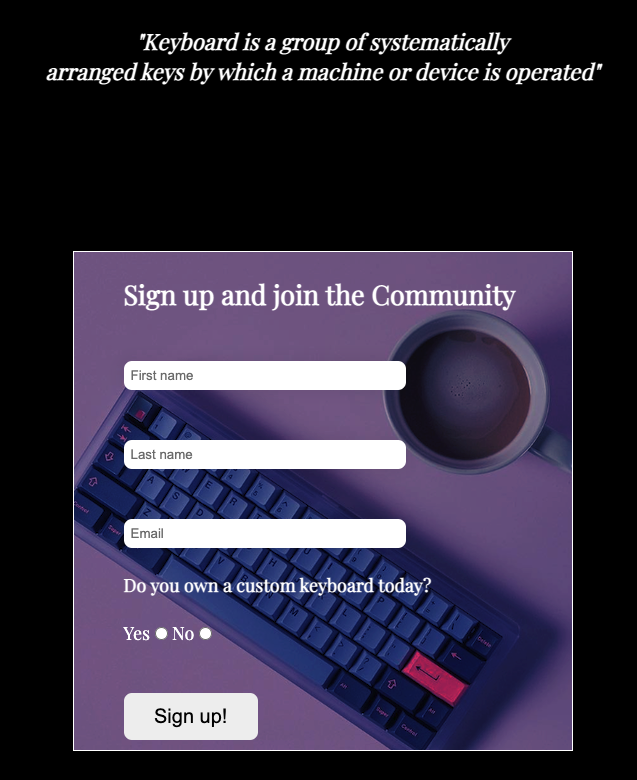 "Keyboard is a group of systematically
arranged keys by which a machine or device is operated"
Sign up and join the Community
First name
Last name
Email
Do you own a custom keyboard today?
Yes No
Sign up!